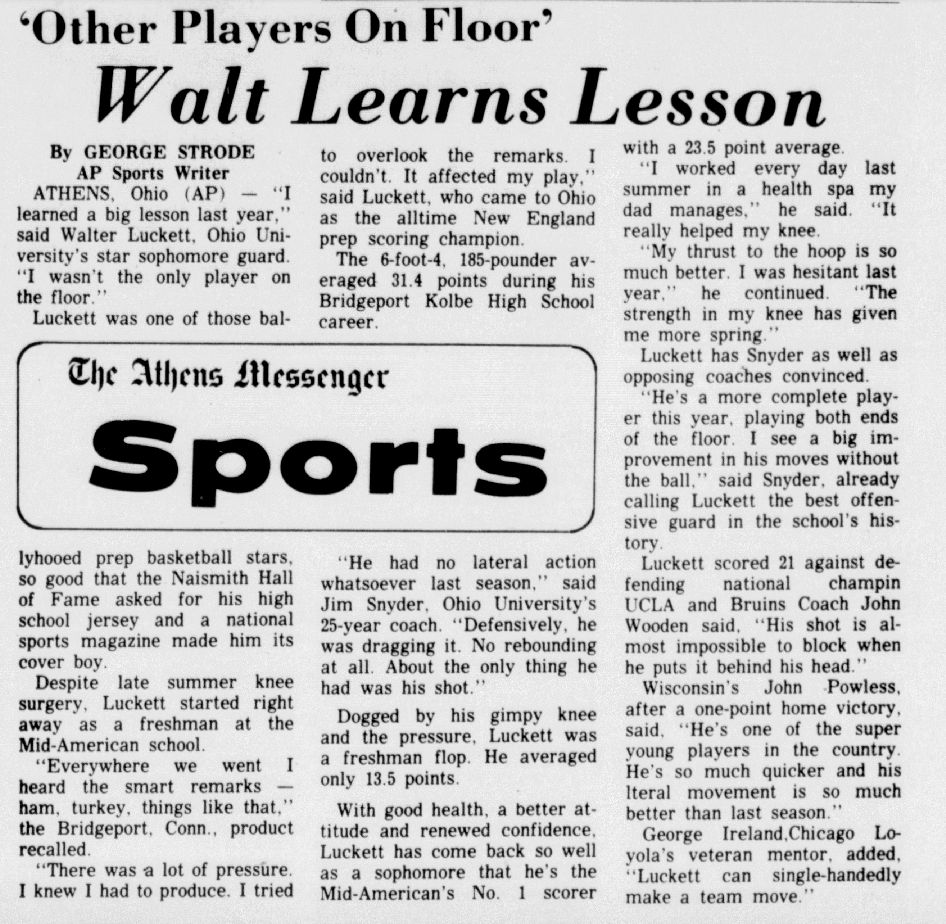 ‘Other Players On Floor’
Walt Learns Lesson
By GEORGE STRODE
AP Sports Writer
ATHENS, Ohio (AP) — “I
learned a big lesson last year,”
said Walter Luckett, Ohio Uni-
versity’s star sophomore guard.
“I wasn’t the only player on
the floor.”
Luckett was one of those bal-
The Athens Messenger
Sports
lyhooed prep basketball stars,
so good that the Naismith Hall
of Fame asked for his high
school jersey and a national
sports magazine made him its
cover boy.
Despite late summer knee
surgery, Luckett started right
away as a freshman at the
Mid-American school.
“Everywhere we went I
heard the smart remarks —
ham, turkey, things like that,”
the Bridgeport, Conn., product
recalled.
“There was a lot of pressure.
I knew I had to produce. I tried
to overlook the remarks. I
couldn’t. It affected my play,”
said Luckett, who came to Ohio
as the alltime New England
prep scoring champion.
The 6-foot-4, 185-pounder av-
eraged 31.4 points during his
Bridgeport Kolbe High School
career.
“He had no lateral action
whatsoever last season,” said
Jim Snyder, Ohio University’s
25-year coach. “Defensively, he
was dragging it. No rebounding
at all. About the only thing he
had was his shot.”
Dogged by his gimpy knee
and the pressure, Luckett was
a freshman flop. He averaged
only 13.5 points.
With good health, a better at-
titude and renewed confidence,
Luckett has come back so well
as a sophomore that he’s the
Mid-American’s No. 1 scorer
with a 23.5 point average.
“I worked every day last
summer in a health spa my
dad manages,” he said. “It
really helped my knee.
“My thrust to the hoop is so
much better. I was hesitant last
year,” he continued. “The
strength in my knee has given
me more spring.”
Luckett has Snyder as well as
opposing coaches convinced.
“He’s a more complete play-
er this year, playing both ends
of the floor. I see a big im-
provement in his moves without
the ball,” said Snyder, already
calling Luckett the best offen-
sive guard in the school’s his-
tory.
Luckett scored 21 against de-
fending national champin
UCLA and Bruins Coach John
Wooden said, “His shot is al-
most impossible to block when
he puts it behind his head.”
Wisconsin’s John Powless,
after a one-point home victory,
said, “He’s one of the super
young players in the country.
He’s so much quicker and his
lteral movement is so much
better than last season.”
George Ireland,Chicago Lo-
yola’s veteran mentor, added,
“Luckett can single-handedly
make a team move.”